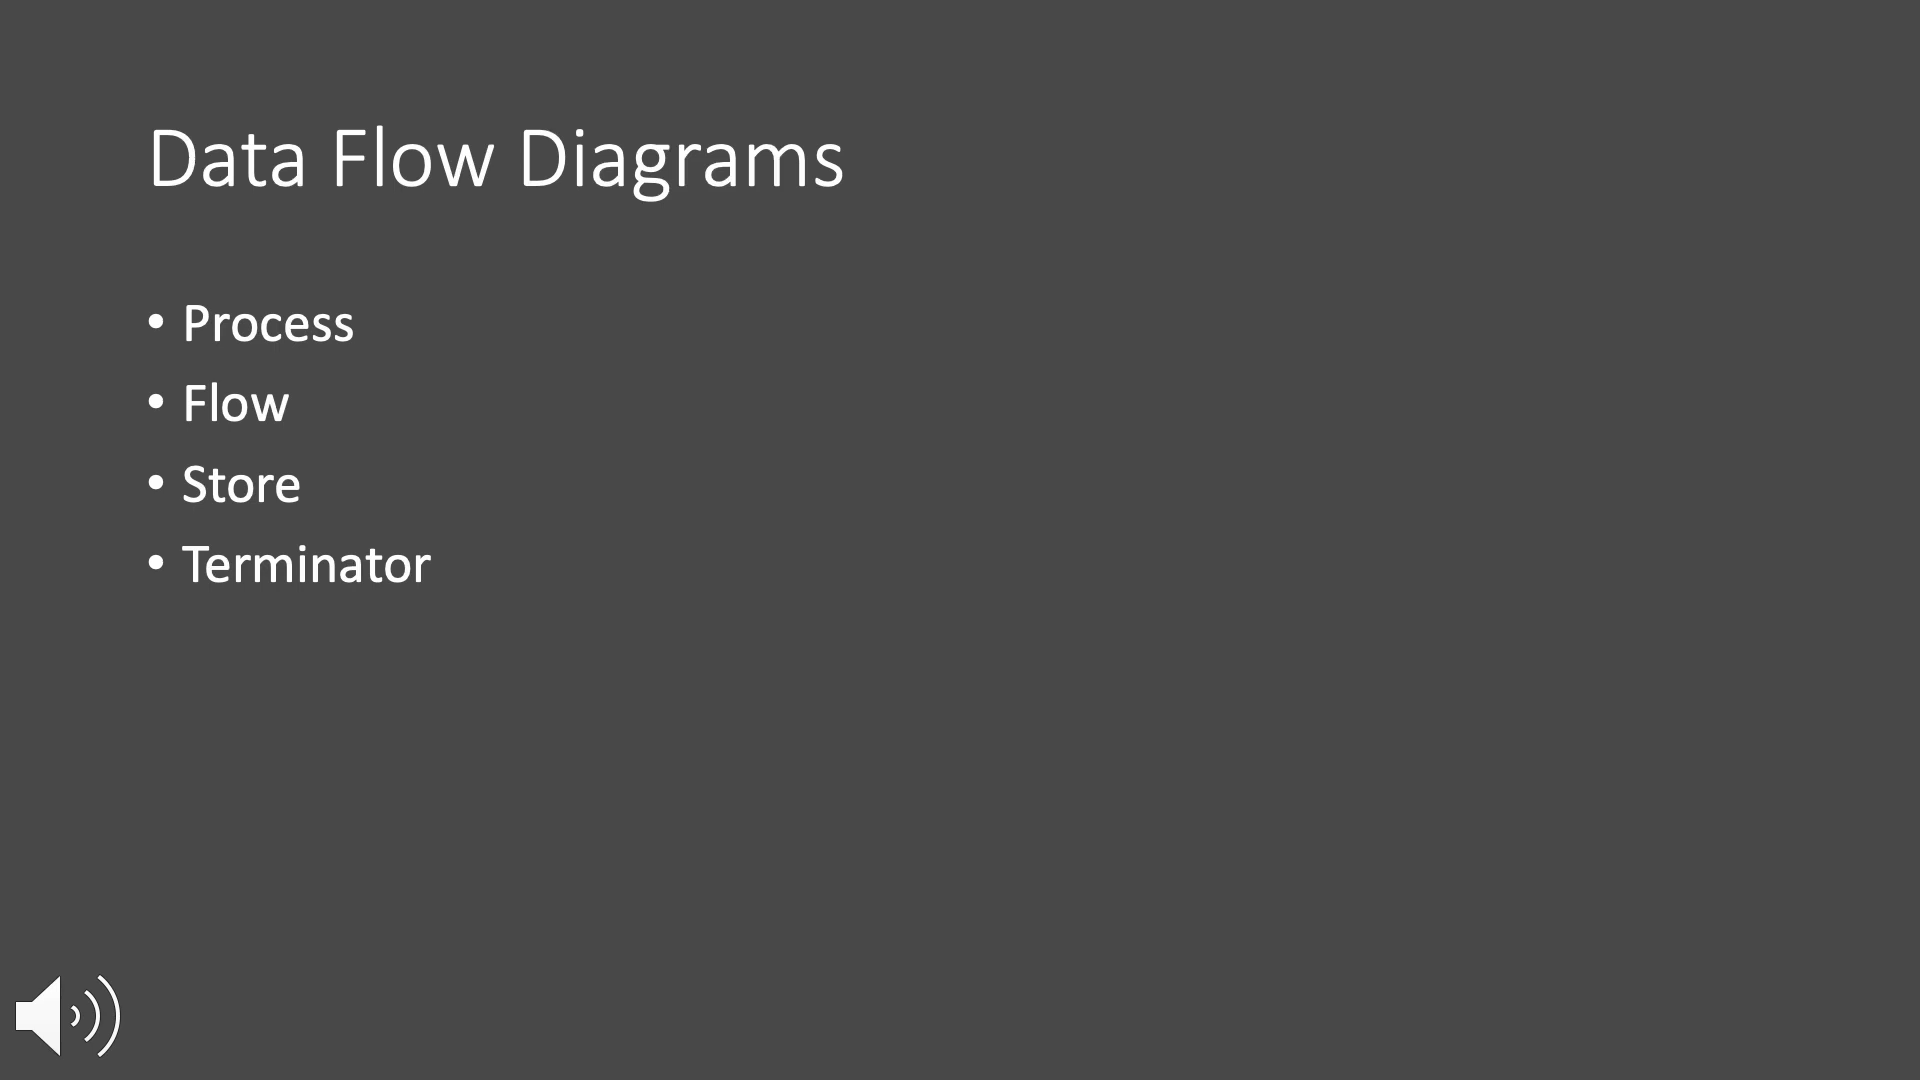 Data Flow Diagrams
• Process
• Flow
• Store
• Terminator